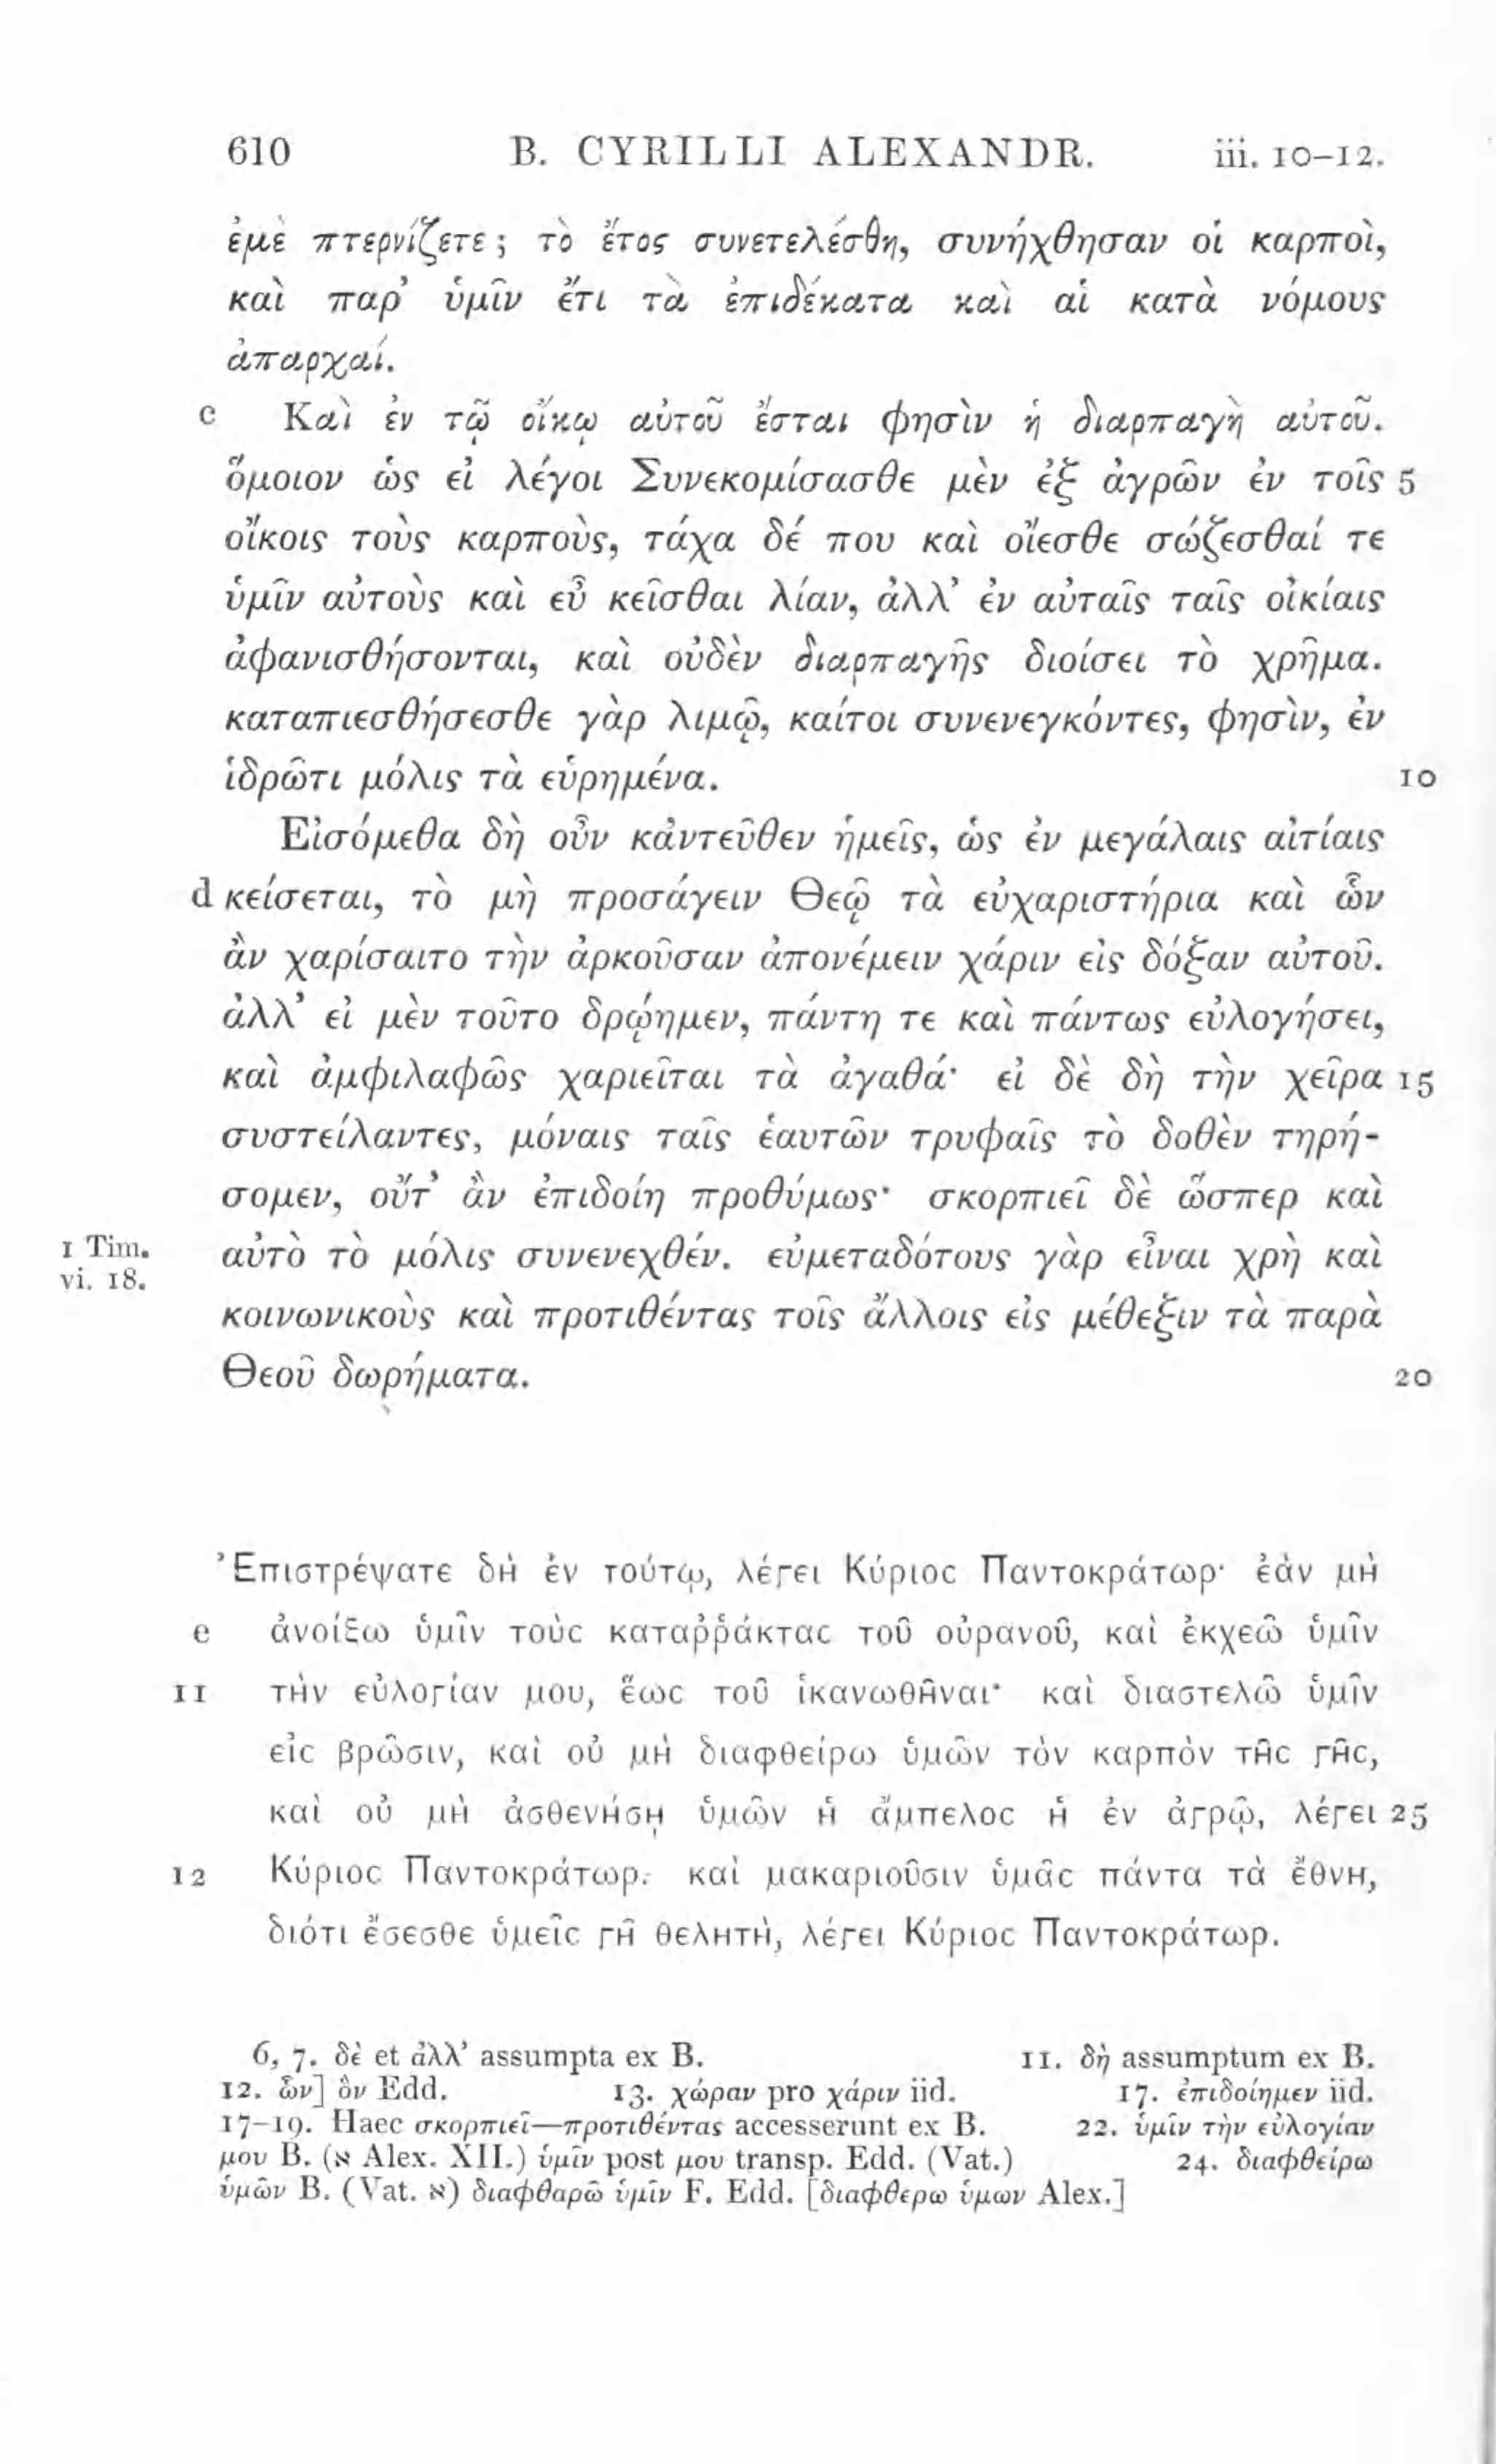 610 B. CYRILLI ALEXANDR. iii. 10–12.
ἐμὲ πτερνίζετε; τὸ ἔτος συνετελέσθη, συνήχθησαν οἱ καρποὶ,
καὶ παρ' ὑμῖν ἔτι τὰ ἐπιδέκατα καὶ αἱ κατὰ νόμους
ἀπαρχαί.
c Καὶ ἐν τῷ οἴκῳ αὐτοῦ ἔσται φησὶν ἡ διαρπαγὴ αὐτοῦ.
ὅμοιον ὡς εἰ λέγοι Συνεκομίσασθε μὲν ἐξ ἀγρῶν ἐν τοῖς 5
οἴκοις τοὺς καρποὺς, τάχα δέ που καὶ οἴεσθε σώζεσθαί τε
ὑμῖν αὐτοὺς καὶ εὖ κεῖσθαι λίαν, ἀλλ' ἐν αὐταῖς ταῖς οἰκίαις
ἀφανισθήσονται, καὶ οὐδὲν διαρπαγῆς διοίσει τὸ χρῆμα.
καταπιεσθήσεσθε γὰρ λιμῷ, καίτοι συνενεγκόντες, φησὶν, ἐν
ἱδρῶτι μόλις τὰ εὑρημένα. 10
Εἰσόμεθα δὴ οὖν κἀντεῦθεν ἡμεῖς, ὡς ἐν μεγάλαις αἰτίαις
d κείσεται, τὸ μὴ προσάγειν Θεῷ τὰ εὐχαριστήρια καὶ ὧν
ἂν χαρίσαιτο τὴν ἀρκοῦσαν ἀπονέμειν χάριν εἰς δόξαν αὐτοῦ.
ἀλλ' εἰ μὲν τοῦτο δρῴημεν, πάντη τε καὶ πάντως εὐλογήσει,
καὶ ἀμφιλαφῶς χαριεῖται τὰ ἀγαθά· εἰ δὲ δὴ τὴν χεῖρα 15
συστείλαντες, μόναις ταῖς ἑαυτῶν τρυφαῖς τὸ δοθὲν τηρή-
σομεν, οὔτ' ἂν ἐπιδοίη προθύμως· σκορπιεῖ δὲ ὥσπερ καὶ
1 Tim. vi. 18. αὐτὸ τὸ μόλις συνενεχθέν. εὐμεταδότους γὰρ εἶναι χρὴ καὶ
κοινωνικοὺς καὶ προτιθέντας τοῖς ἄλλοις εἰς μέθεξιν τὰ παρὰ
Θεοῦ δωρήματα. 20
Ἐπιστρέψατε δὴ ἐν τούτῳ, λέγει Κύριος Παντοκράτωρ· ἐὰν μὴ
e ἀνοίξω ὑμῖν τοὺς καταῤῥάκτας τοῦ οὐρανοῦ, καὶ ἐκχεῶ ὑμῖν
11 τὴν εὐλογίαν μου, ἕως τοῦ ἱκανωθῆναι· καὶ διαστελῶ ὑμῖν
εἰς βρῶσιν, καὶ οὐ μὴ διαφθείρω ὑμῶν τὸν καρπὸν τῆς γῆς,
καὶ οὐ μὴ ἀσθενήσῃ ὑμῶν ἡ ἄμπελος ἡ ἐν ἀγρῷ, λέγει 25
12 Κύριος Παντοκράτωρ. καὶ μακαριοῦσιν ὑμᾶς πάντα τὰ ἔθνη,
διότι ἔσεσθε ὑμεῖς γῆ θελητὴ, λέγει Κύριος Παντοκράτωρ.
6, 7. δὲ et ἀλλ' assumpta ex B. 11. δὴ assumptum ex B.
12. ὧν] ὃν Edd. 13. χώραν pro χάριν iid. 17. ἐπιδοίημεν iid.
17–19. Haec σκορπιεῖ—προτιθέντας accesserunt ex B. 22. ὑμῖν τὴν εὐλογίαν
μου B. (א Alex. XII.) ὑμῖν post μου transp. Edd. (Vat.) 24. διαφθείρω
ὑμῶν B. (Vat. א) διαφθαρῶ ὑμῖν F. Edd. [διαφθερω ὑμων Alex.]